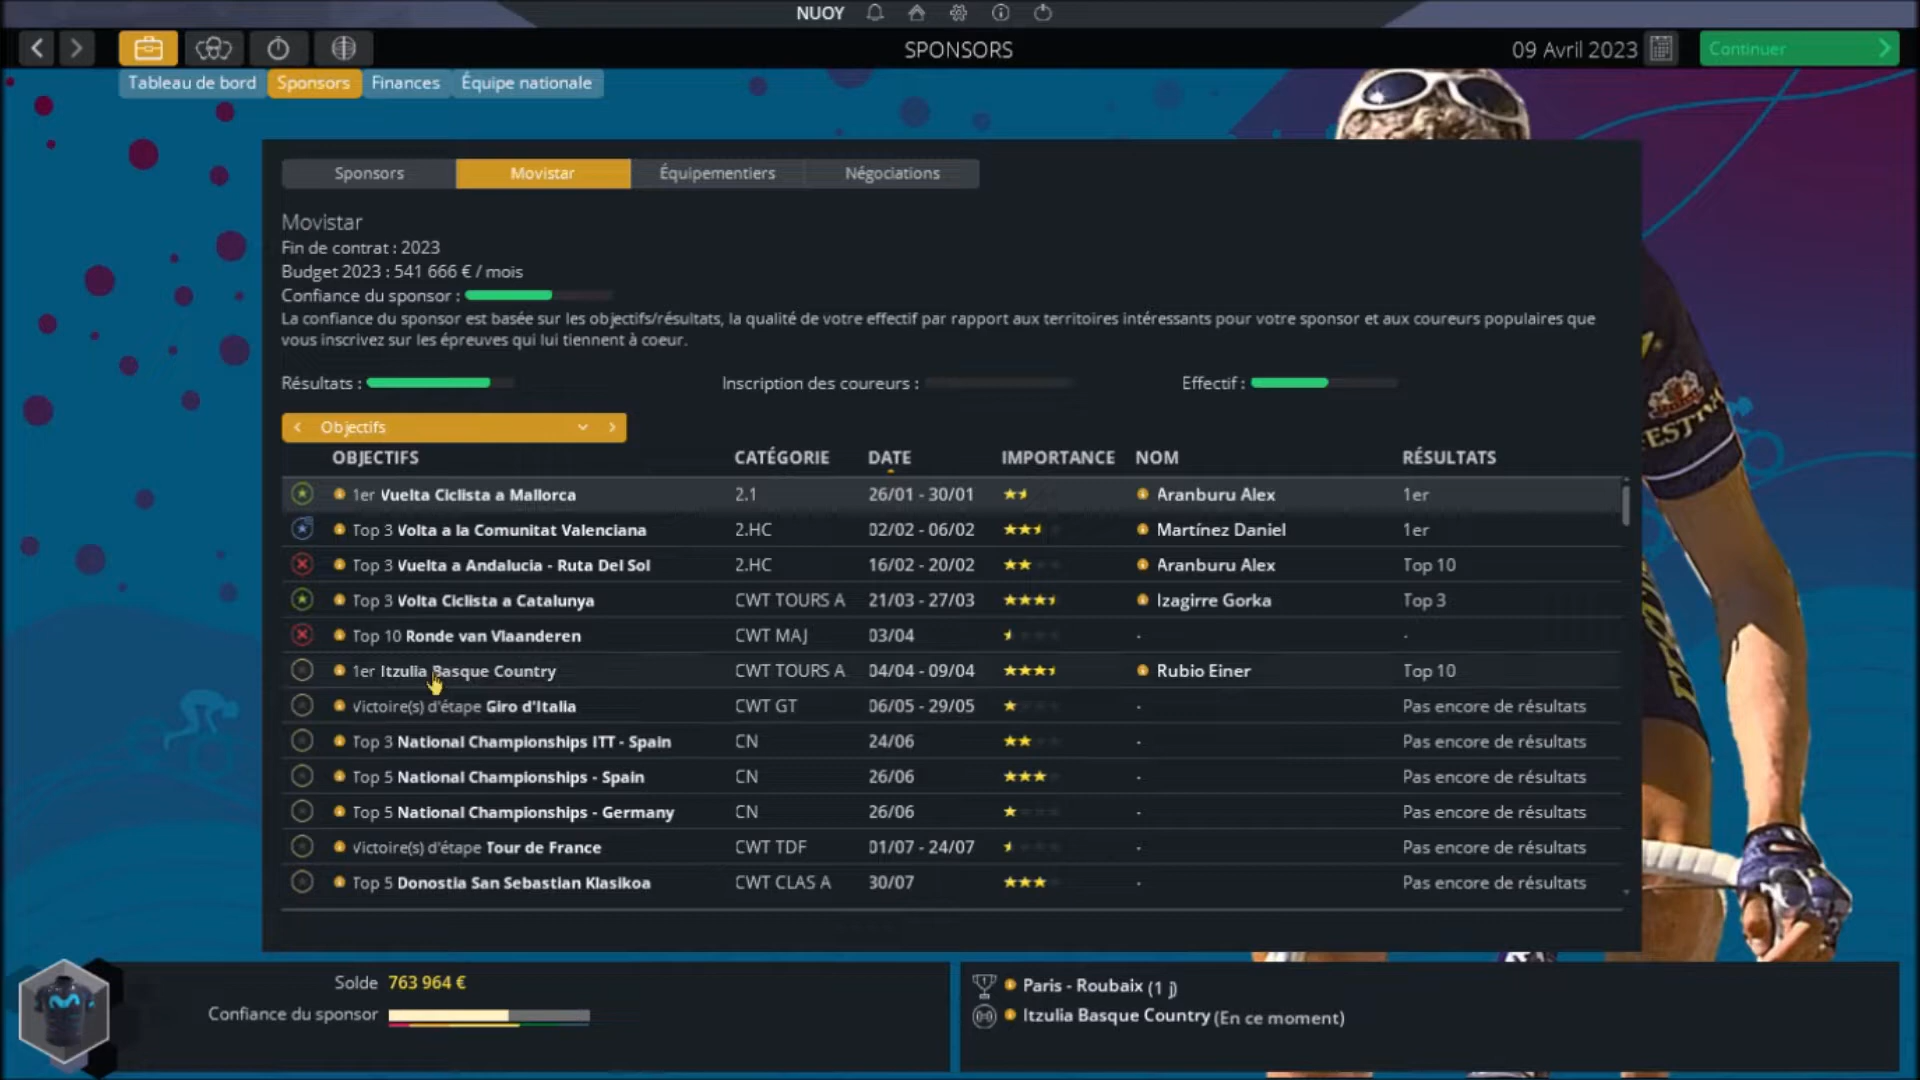 NUOY
SPONSORS
09 Avril 2023
Continuer
Tableau de bord
Sponsors
Finances
Équipe nationale
Sponsors
Movistar
Équipementiers
Négociations
Movistar
Fin de contrat : 2023
Budget 2023 : 541 666 € / mois
Confiance du sponsor :
La confiance du sponsor est basée sur les objectifs/résultats, la qualité de votre effectif par rapport aux territoires intéressants pour votre sponsor et aux coureurs populaires que
vous inscrivez sur les épreuves qui lui tiennent à coeur.
Résultats :
Inscription des coureurs :
Effectif :
Objectifs
OBJECTIFS CATÉGORIE DATE IMPORTANCE NOM RÉSULTATS
1er Vuelta Ciclista a Mallorca 2.1 26/01 - 30/01 Aranburu Alex 1er
Top 3 Volta a la Comunitat Valenciana 2.HC 02/02 - 06/02 Martínez Daniel 1er
Top 3 Vuelta a Andalucia - Ruta Del Sol 2.HC 16/02 - 20/02 Aranburu Alex Top 10
Top 3 Volta Ciclista a Catalunya CWT TOURS A 21/03 - 27/03 Izagirre Gorka Top 3
Top 10 Ronde van Vlaanderen CWT MAJ 03/04 - -
1er Itzulia Basque Country CWT TOURS A 04/04 - 09/04 Rubio Einer Top 10
Victoire(s) d'étape Giro d'Italia CWT GT 06/05 - 29/05 - Pas encore de résultats
Top 3 National Championships ITT - Spain CN 24/06 - Pas encore de résultats
Top 5 National Championships - Spain CN 26/06 - Pas encore de résultats
Top 5 National Championships - Germany CN 26/06 - Pas encore de résultats
Victoire(s) d'étape Tour de France CWT TDF 01/07 - 24/07 - Pas encore de résultats
Top 5 Donostia San Sebastian Klasikoa CWT CLAS A 30/07 - Pas encore de résultats
FESTINA
Solde 763 964 €
Confiance du sponsor
Paris - Roubaix (1 j)
Itzulia Basque Country (En ce moment)